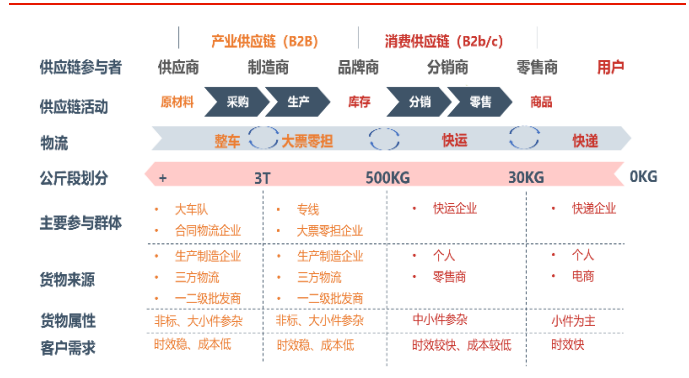 产业供应链（B2B） 消费供应链（B2b/c）
供应链参与者 供应商 制造商 品牌商 分销商 零售商 用户
供应链活动 原材料 采购 生产 库存 分销 零售 商品
物流 整车 大票零担 快运 快递
公斤段划分 + 3T 500KG 30KG 0KG
主要参与群体
• 大车队 • 专线 • 快运企业 • 快递企业
• 合同物流企业 • 大票零担企业
货物来源
• 生产制造企业 • 生产制造企业 • 个人 • 个人
• 三方物流 • 三方物流 • 零售商 • 电商
• 一二级批发商 • 一二级批发商
货物属性 非标、大小件参杂 非标、大小件参杂 中小件参杂 小件为主
客户需求 时效稳、成本低 时效稳、成本低 时效较快、成本较低 时效快